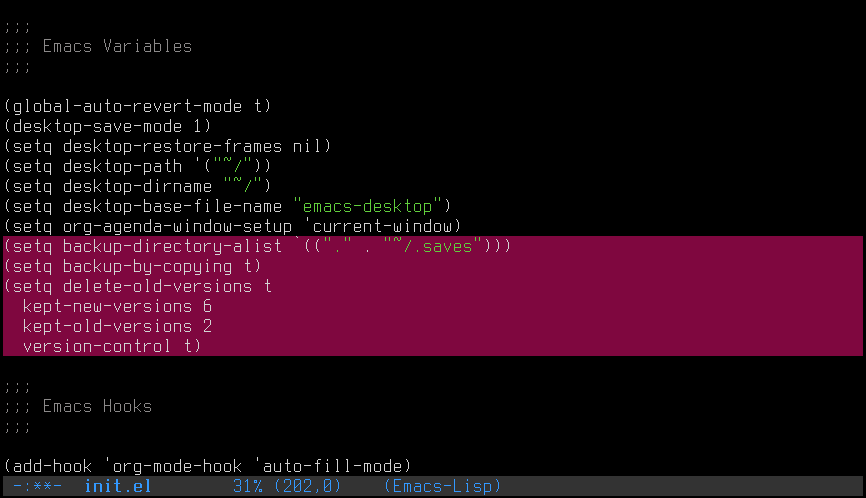 ;;;
;;; Emacs Variables
;;;
(global-auto-revert-mode t)
(desktop-save-mode 1)
(setq desktop-restore-frames nil)
(setq desktop-path '("~/"))
(setq desktop-dirname "~/")
(setq desktop-base-file-name "emacs-desktop")
(setq org-agenda-window-setup 'current-window)
(setq backup-directory-alist `(("." . "~/.saves")))
(setq backup-by-copying t)
(setq delete-old-versions t
  kept-new-versions 6
  kept-old-versions 2
  version-control t)
;;;
;;; Emacs Hooks
;;;
(add-hook 'org-mode-hook 'auto-fill-mode)
-:**-  init.el        31% (202,0)    (Emacs-Lisp)